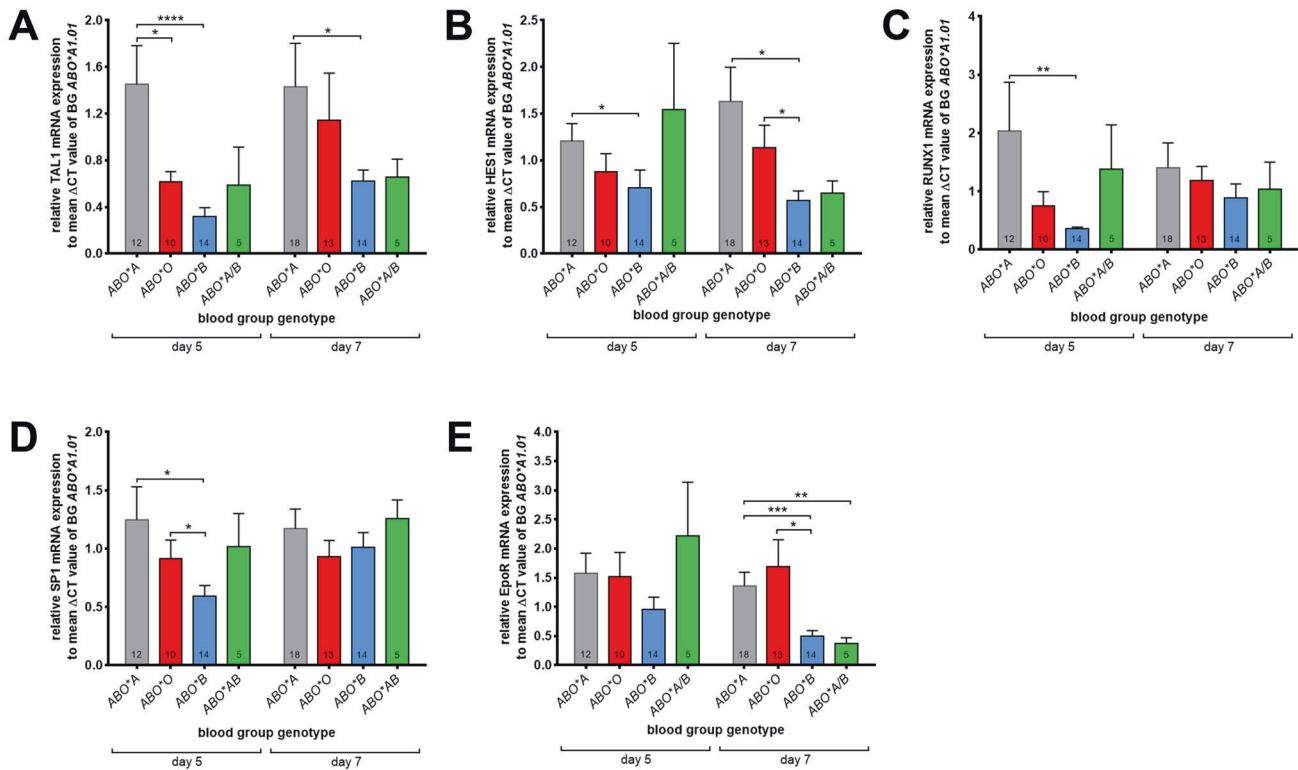 A
relative TAL1 mRNA expression
to mean ΔCT value of BG ABO*A1.01
2.0
1.6
1.2
0.8
0.4
0.0
****
*
*
12
10
14
5
18
13
14
5
ABO*A
ABO*O
ABO*B
ABO*A/B
ABO*A
ABO*O
ABO*B
ABO*A/B
blood group genotype
day 5
day 7
B
relative HES1 mRNA expression
to mean ΔCT value of BG ABO*A1.01
2.5
2.0
1.5
1.0
0.5
0.0
*
*
*
12
10
14
5
18
13
14
5
ABO*A
ABO*O
ABO*B
ABO*A/B
ABO*A
ABO*O
ABO*B
ABO*A/B
blood group genotype
day 5
day 7
C
relative RUNX1 mRNA expression
to mean ΔCT value of BG ABO*A1.01
4
3
2
1
0
**
12
10
14
5
18
13
14
5
ABO*A
ABO*O
ABO*B
ABO*A/B
ABO*A
ABO*O
ABO*B
ABO*A/B
blood group genotype
day 5
day 7
D
relative SP1 mRNA expression
to mean ΔCT value of BG ABO*A1.01
2.0
1.5
1.0
0.5
0.0
*
*
12
10
14
5
18
13
14
5
ABO*A
ABO*O
ABO*B
ABO*AB
ABO*A
ABO*O
ABO*B
ABO*AB
blood group genotype
day 5
day 7
E
relative EpoR mRNA expression
to mean ΔCT value of BG ABO*A1.01
4.0
3.5
3.0
2.5
2.0
1.5
1.0
0.5
0.0
**
***
*
12
10
14
5
18
13
14
5
ABO*A
ABO*O
ABO*B
ABO*A/B
ABO*A
ABO*O
ABO*B
ABO*A/B
blood group genotype
day 5
day 7